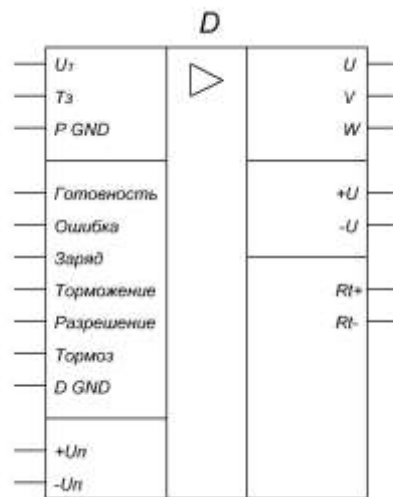 D
Uт
Tз
P GND
Готовность
Ошибка
Заряд
Торможение
Разрешение
Тормоз
D GND
+Uп
-Uп
U
V
W
+U
-U
Rt+
Rt-